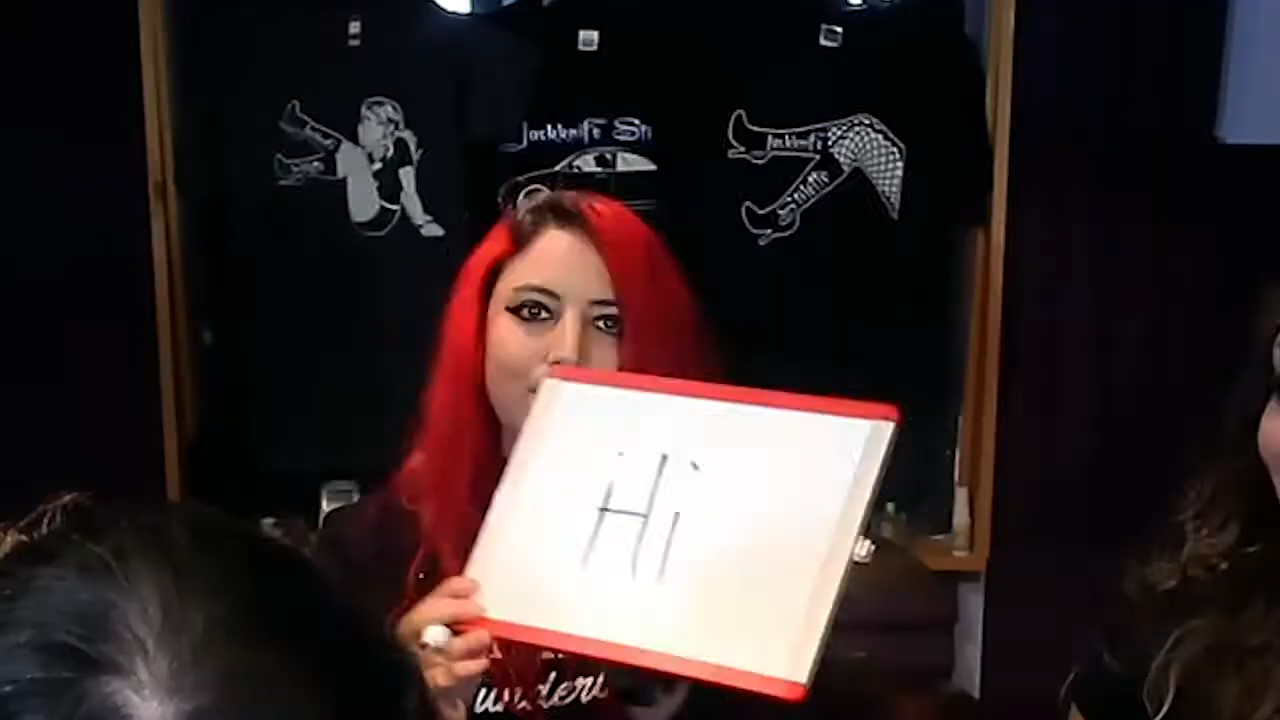 Jackknife Sti
Jackknife
Stiletto
Hi
under